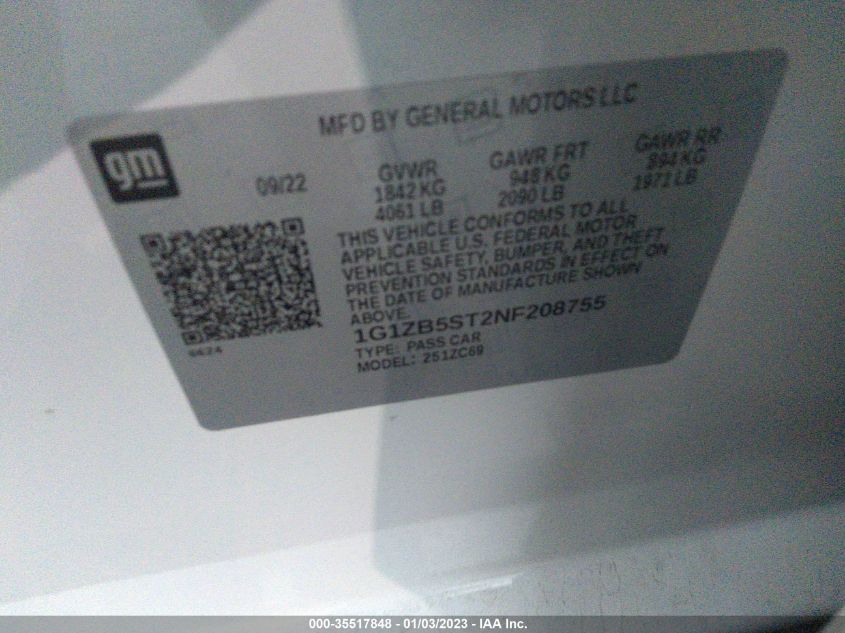 MFD BY GENERAL MOTORS LLC
gm
09/22
GVWR
1842 KG
4061 LB
GAWR FRT
948 KG
2090 LB
GAWR RR
894 KG
1971 LB
THIS VEHICLE CONFORMS TO ALL
APPLICABLE U.S. FEDERAL MOTOR
VEHICLE SAFETY, BUMPER, AND THEFT
PREVENTION STANDARDS IN EFFECT ON
THE DATE OF MANUFACTURE SHOWN
ABOVE.
1G1ZB5ST2NF208755
TYPE: PASS CAR
MODEL: 251ZC69
6624
000-35517848 - 01/03/2023 - IAA Inc.